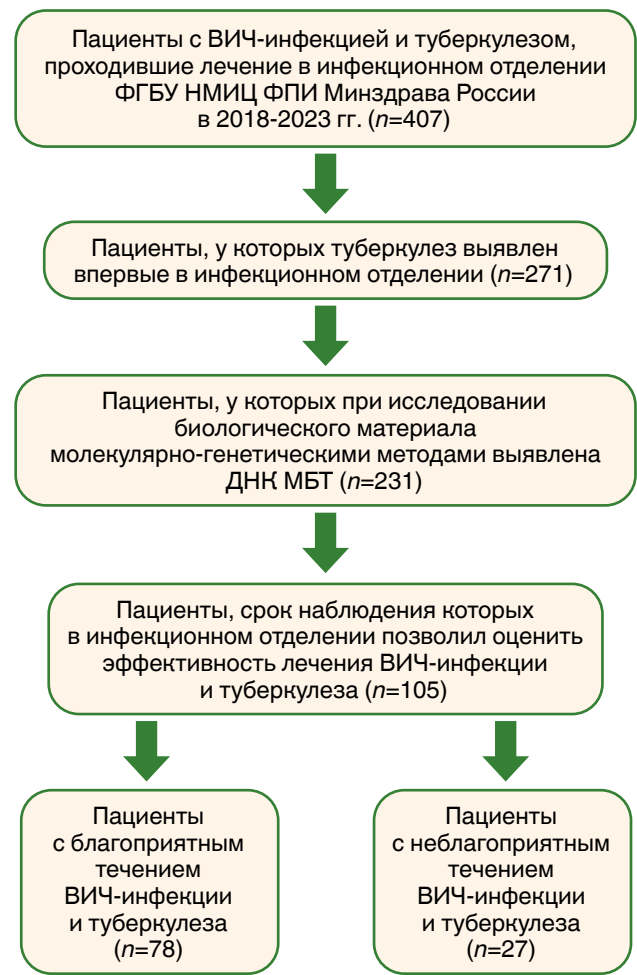 Пациенты с ВИЧ-инфекцией и туберкулезом,
проходившие лечение в инфекционном отделении
ФГБУ НМИЦ ФПИ Минздрава России
в 2018-2023 гг. (n=407)
Пациенты, у которых туберкулез выявлен
впервые в инфекционном отделении (n=271)
Пациенты, у которых при исследовании
биологического материала
молекулярно-генетическими методами выявлена
ДНК МБТ (n=231)
Пациенты, срок наблюдения которых
в инфекционном отделении позволил оценить
эффективность лечения ВИЧ-инфекции
и туберкулеза (n=105)
Пациенты
с благоприятным
течением
ВИЧ-инфекции
и туберкулеза
(n=78)
Пациенты
с неблагоприятным
течением
ВИЧ-инфекции
и туберкулеза
(n=27)